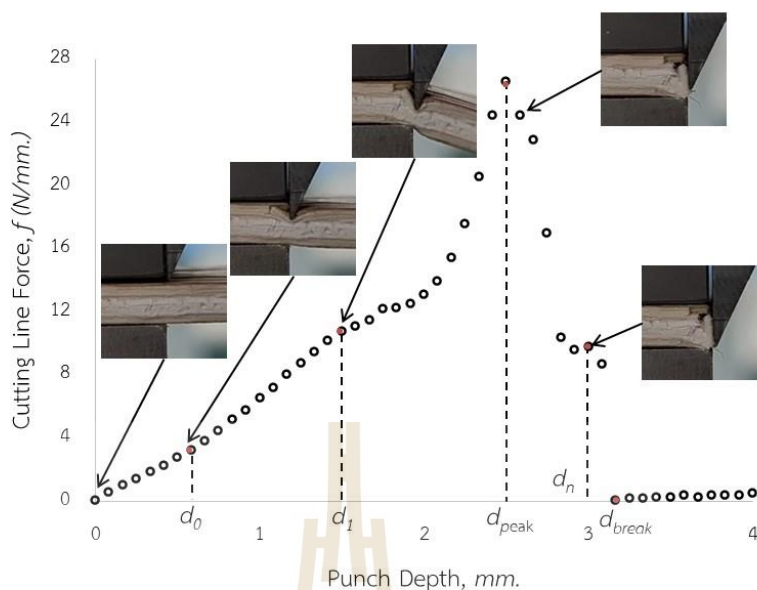 28
24
20
16
12
8
4
0
Cutting Line Force, f (N/mm.)
d0
d1
dpeak
dn
dbreak
0
1
2
3
4
Punch Depth, mm.